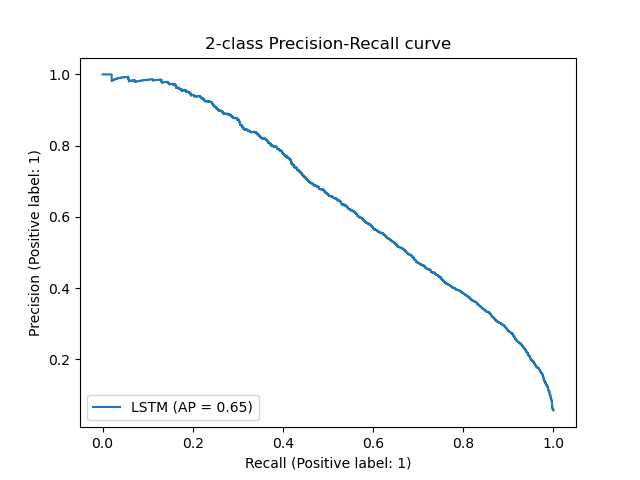 2-class Precision-Recall curve
1.0
0.8
0.6
0.4
0.2
Precision (Positive label: 1)
LSTM (AP = 0.65)
0.0 0.2 0.4 0.6 0.8 1.0
Recall (Positive label: 1)